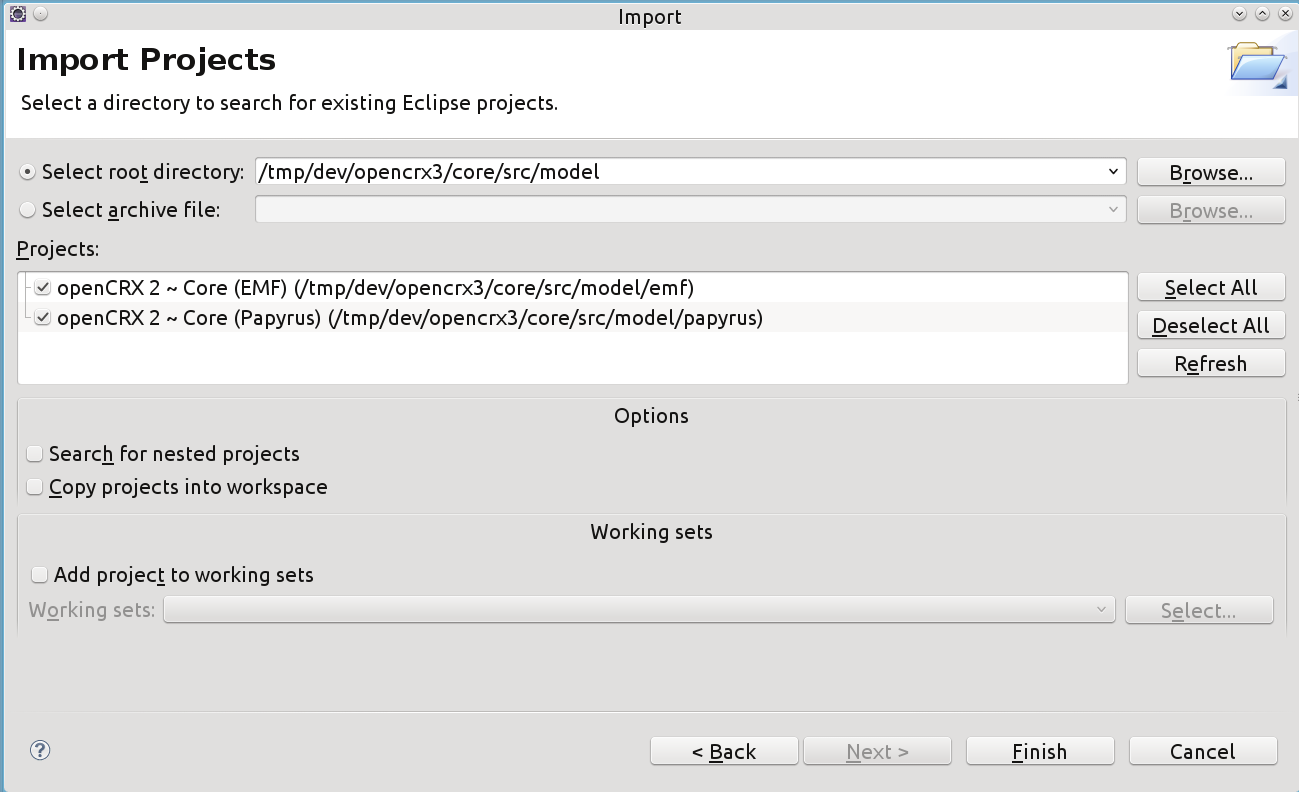 Import
Import Projects
Select a directory to search for existing Eclipse projects.
Select root directory: /tmp/dev/opencrx3/core/src/model Browse...
Select archive file: Browse...
Projects:
openCRX 2 ~ Core (EMF) (/tmp/dev/opencrx3/core/src/model/emf) Select All
openCRX 2 ~ Core (Papyrus) (/tmp/dev/opencrx3/core/src/model/papyrus) Deselect All
Refresh
Options
Search for nested projects
Copy projects into workspace
Working sets
Add project to working sets
Working sets: Select...
? < Back Next > Finish Cancel